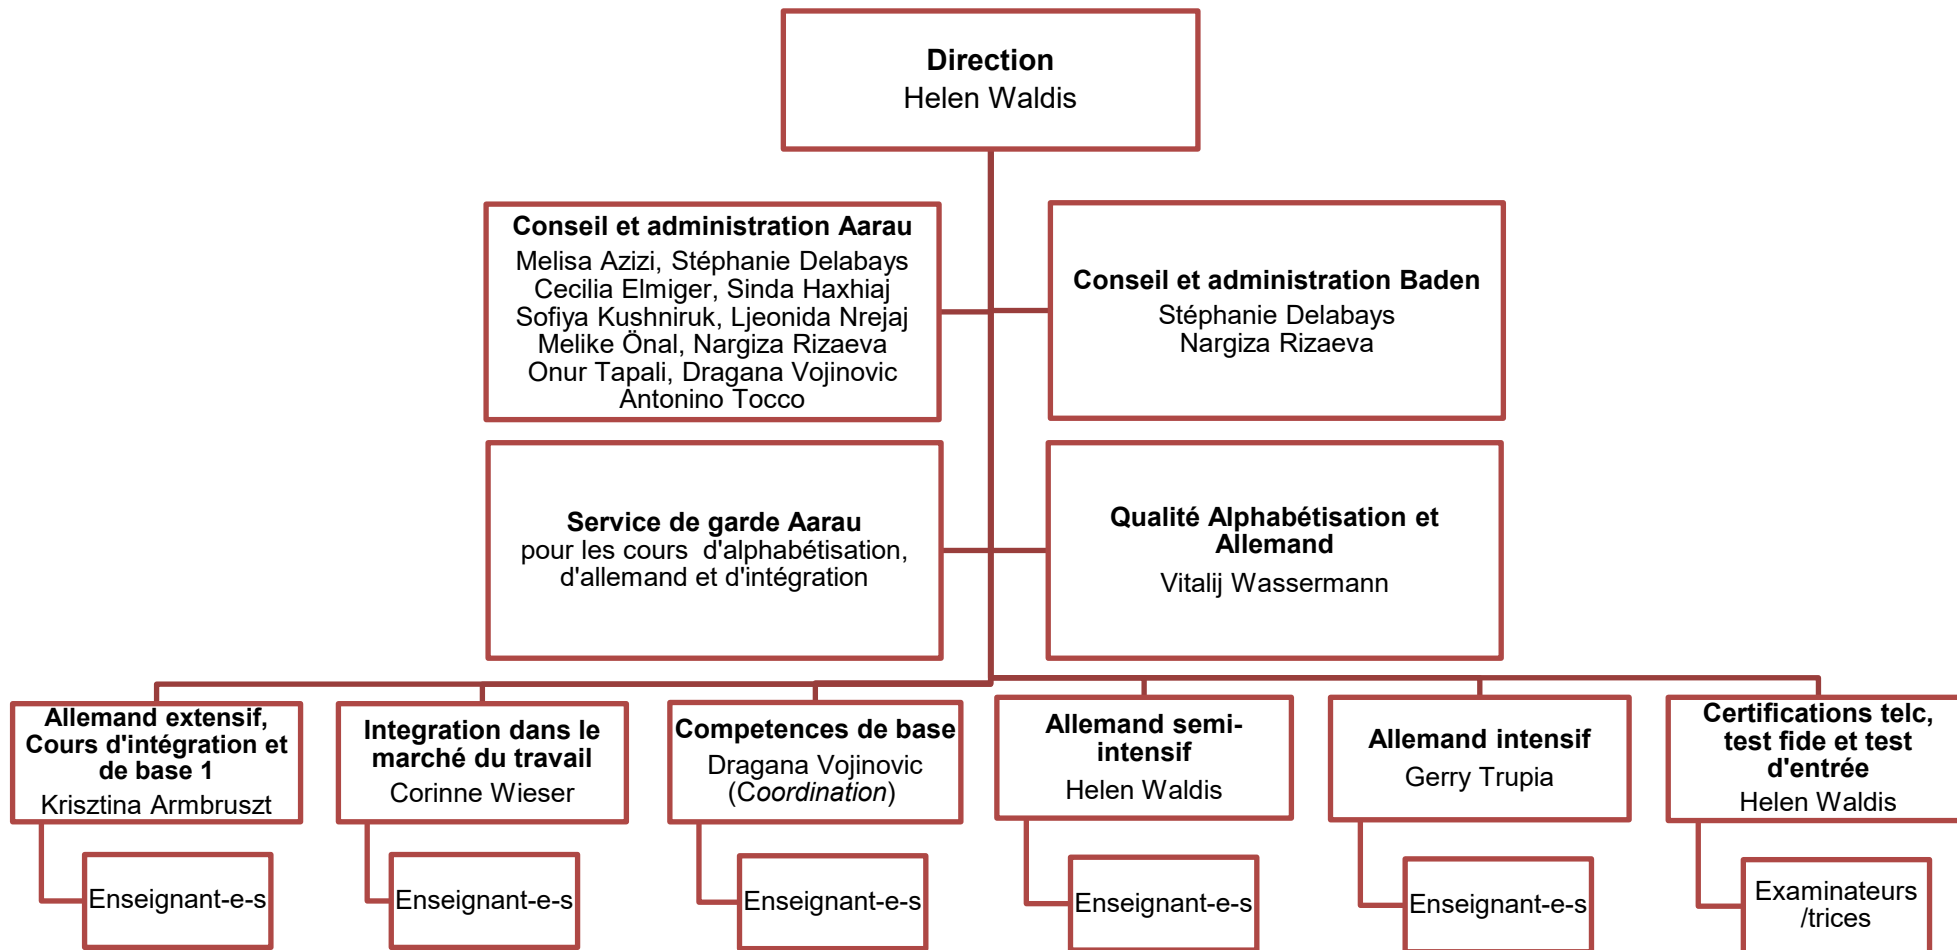 Direction
Helen Waldis
Conseil et administration Aarau
Melisa Azizi, Stéphanie Delabays
Cecilia Elmiger, Sinda Haxhiaj
Sofiya Kushniruk, Ljeonida Nrejaj
Melike Önal, Nargiza Rizaeva
Onur Tapali, Dragana Vojinovic
Antonino Tocco
Conseil et administration Baden
Stéphanie Delabays
Nargiza Rizaeva
Service de garde Aarau
pour les cours  d'alphabétisation,
d'allemand et d'intégration
Qualité Alphabétisation et
Allemand
Vitalij Wassermann
Allemand extensif,
Cours d'intégration et
de base 1
Krisztina Armbruszt
Integration dans le
marché du travail
Corinne Wieser
Competences de base
Dragana Vojinovic
(Coordination)
Allemand semi-
intensif
Helen Waldis
Allemand intensif
Gerry Trupia
Certifications telc,
test fide et test
d'entrée
Helen Waldis
Enseignant-e-s
Enseignant-e-s
Enseignant-e-s
Enseignant-e-s
Enseignant-e-s
Examinateurs
/trices